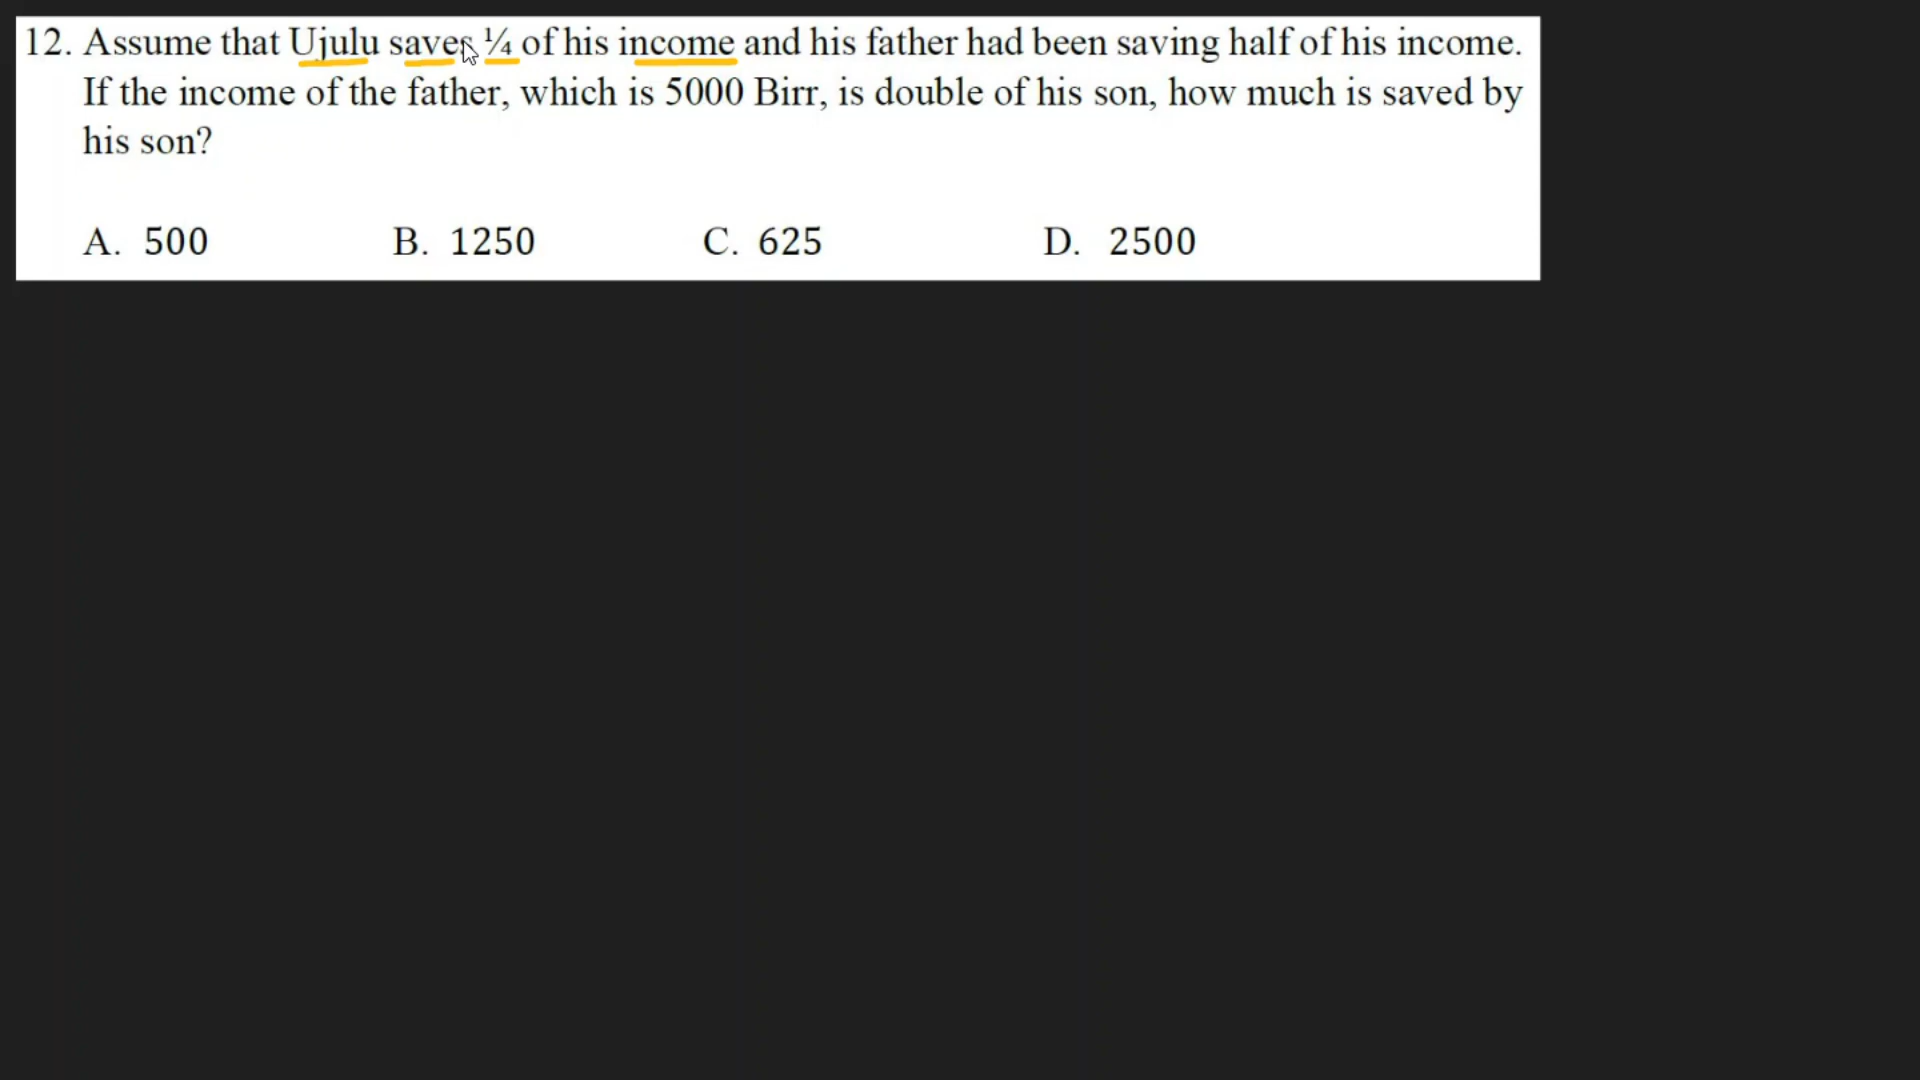 12. Assume that Ujulu saves ¼ of his income and his father had been saving half of his income.
If the income of the father, which is 5000 Birr, is double of his son, how much is saved by
his son?
A. 500 B. 1250 C. 625 D. 2500